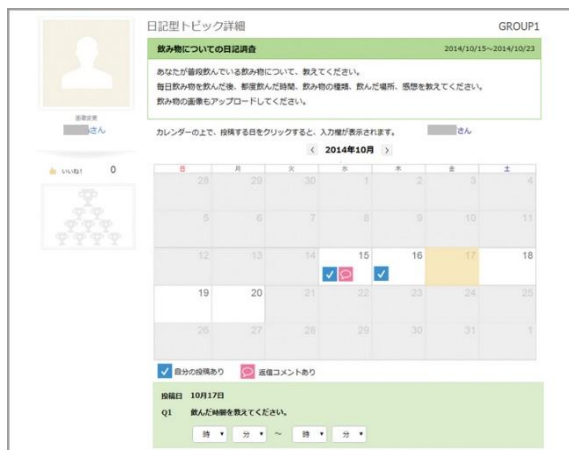 日記型トピック詳細
GROUP1
飲み物についての日記調査
2014/10/15～2014/10/23
あなたが普段飲んでいる飲み物について、教えてください。
毎日飲み物を飲んだ後、都度飲んだ時間、飲み物の種類、飲んだ場所、感想を教えてください。
飲み物の画像もアップロードしてください。
画像変更
さん
いいね! 0
カレンダーの上で、投稿する日をクリックすると、入力欄が表示されます。
さん
< 2014年10月 >
日 月 火 水 木 金 土
28 29 30 1 2 3 4
5 6 7 8 9 10 11
12 13 14 15 16 17 18
19 20 21 22 23 24 25
26 27 28 29 30 31 1
自分の投稿あり 返信コメントあり
投稿日 10月17日
Q1 飲んだ時間を教えてください。
時 分 ～ 時 分